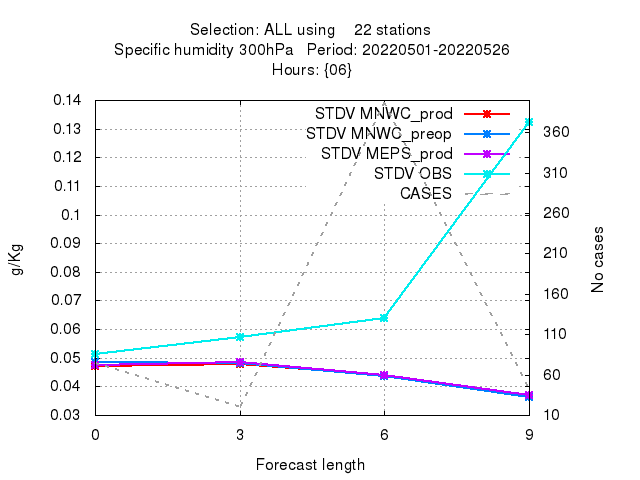 Selection: ALL using    22 stations
Specific humidity 300hPa   Period: 20220501-20220526
Hours: {06}
STDV MNWC_prod
STDV MNWC_preop
STDV MEPS_prod
STDV OBS
CASES
0.14
0.13
0.12
0.11
0.1
0.09
0.08
0.07
0.06
0.05
0.04
0.03
g/Kg
360
310
260
210
160
110
60
10
No cases
0 3 6 9
Forecast length